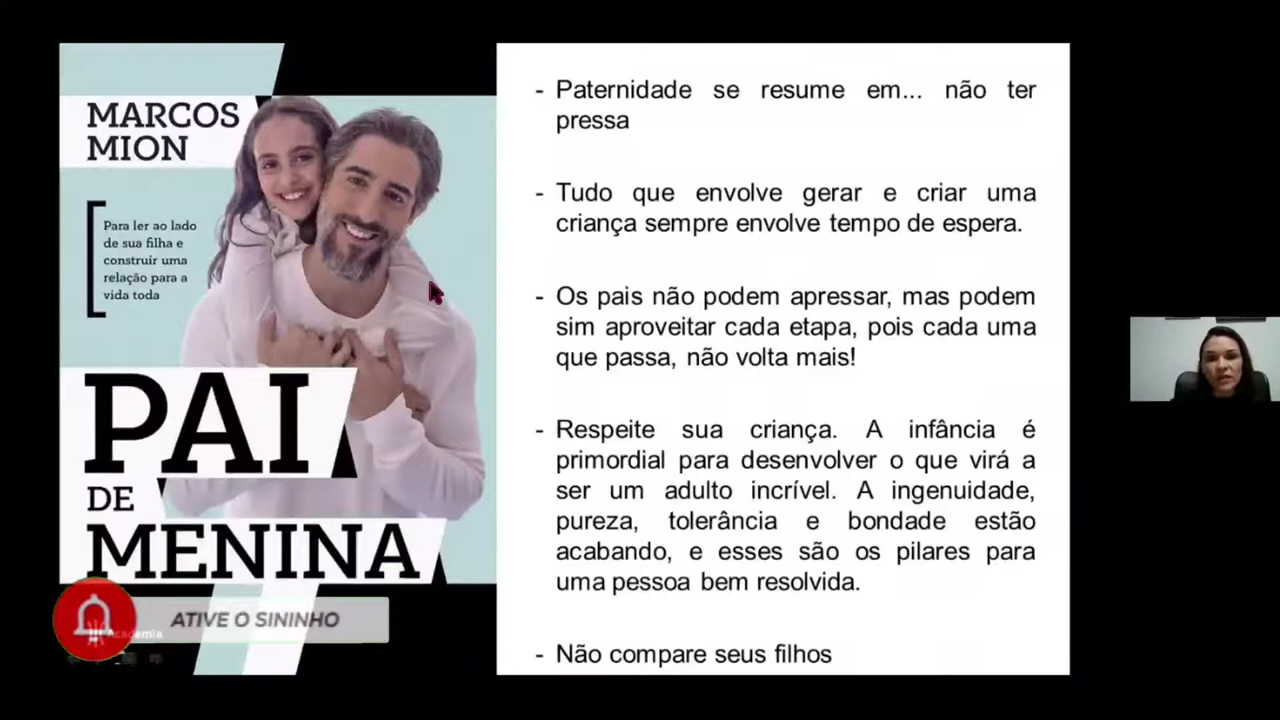 MARCOS
MION
Para ler ao lado
de sua filha e
construir uma
relação para a
vida toda
PAI
DE
MENINA
ATIVE O SININHO
Academia
- Paternidade se resume em... não ter
pressa
- Tudo que envolve gerar e criar uma
criança sempre envolve tempo de espera.
- Os pais não podem apressar, mas podem
sim aproveitar cada etapa, pois cada uma
que passa, não volta mais!
- Respeite sua criança. A infância é
primordial para desenvolver o que virá a
ser um adulto incrível. A ingenuidade,
pureza, tolerância e bondade estão
acabando, e esses são os pilares para
uma pessoa bem resolvida.
- Não compare seus filhos